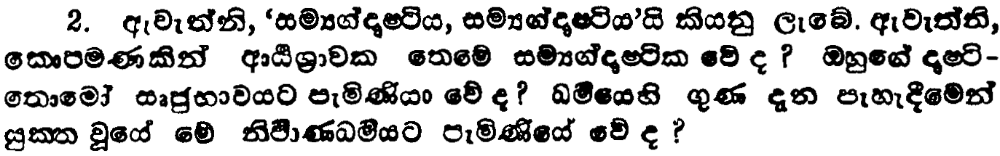 2. ඇවැත්නි, ‘සම්‍යග්දෘෂ්ටිය, සම්‍යග්දෘෂ්ටිය’යි කියනු ලැබේ. ඇවැත්නි,
කොපමණකින් ආර්‍ය්‍යශ්‍රාවක තෙමෙ සම්‍යග්දෘෂ්ටික වේ ද ? ඔහුගේ දෘෂ්ටි-
තොමෝ ඍජුභාවයට පැමිණියා වේ ද ? ධර්‍මයෙහි ගුණ දැන පැහැදීමෙන්
යුක්ත වූයේ මේ නිර්‍වාණධර්‍මයට පැමිණියේ වේ ද ?